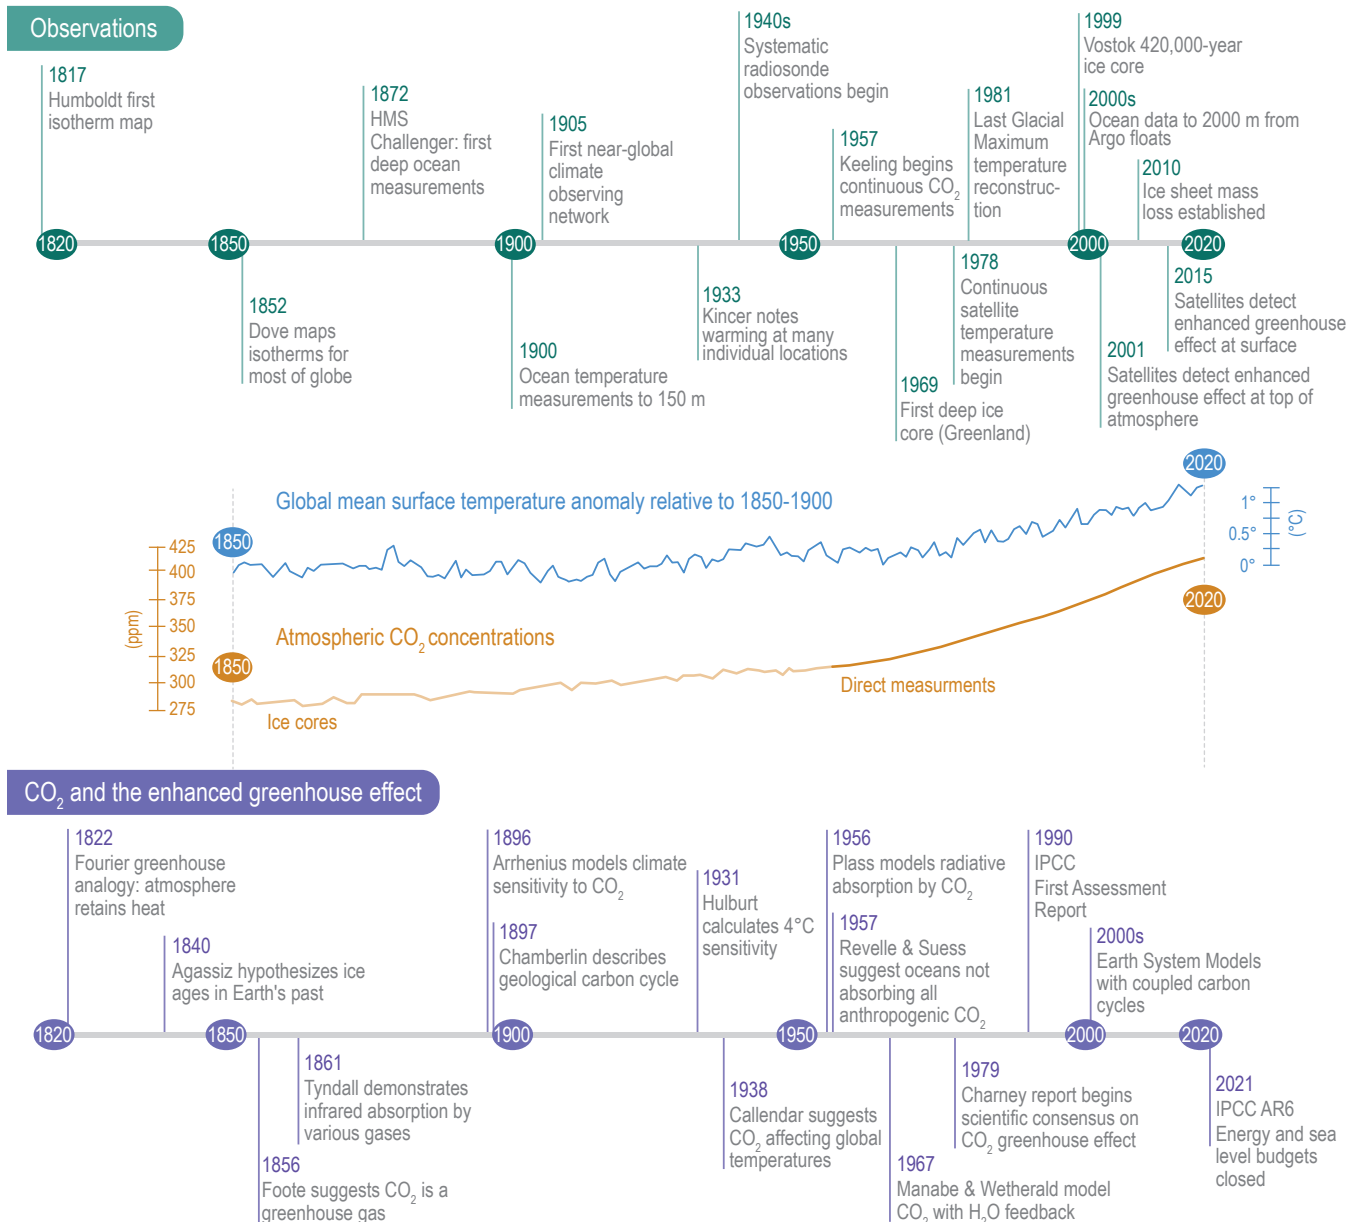 Observations
1817
Humboldt first
isotherm map
1872
HMS
Challenger: first
deep ocean
measurements
1905
First near-global
climate
observing
network
1940s
Systematic
radiosonde
observations begin
1957
Keeling begins
continuous CO₂
measurements
1981
Last Glacial
Maximum
temperature
reconstruc-
tion
1999
Vostok 420,000-year
ice core
2000s
Ocean data to 2000 m from
Argo floats
2010
Ice sheet mass
loss established
1820
1850
1900
1950
2000
2020
1852
Dove maps
isotherms for
most of globe
1900
Ocean temperature
measurements to 150 m
1933
Kincer notes
warming at many
individual locations
1969
First deep ice
core (Greenland)
1978
Continuous
satellite
temperature
measurements
begin
2001
Satellites detect enhanced
greenhouse effect at top of
atmosphere
2015
Satellites detect
enhanced greenhouse
effect at surface
Global mean surface temperature anomaly relative to 1850-1900
1850
2020
1°
0.5°
0°
(°C)
425
400
375
350
325
300
275
(ppm)
Atmospheric CO₂ concentrations
1850
2020
Ice cores
Direct measurments
CO₂ and the enhanced greenhouse effect
1822
Fourier greenhouse
analogy: atmosphere
retains heat
1840
Agassiz hypothesizes ice
ages in Earth's past
1896
Arrhenius models climate
sensitivity to CO₂
1897
Chamberlin describes
geological carbon cycle
1931
Hulburt
calculates 4°C
sensitivity
1956
Plass models radiative
absorption by CO₂
1957
Revelle & Suess
suggest oceans not
absorbing all
anthropogenic CO₂
1990
IPCC
First Assessment
Report
2000s
Earth System Models
with coupled carbon
cycles
1820
1850
1900
1950
2000
2020
1856
Foote suggests CO₂ is a
greenhouse gas
1861
Tyndall demonstrates
infrared absorption by
various gases
1938
Callendar suggests
CO₂ affecting global
temperatures
1967
Manabe & Wetherald model
CO₂ with H₂O feedback
1979
Charney report begins
scientific consensus on
CO₂ greenhouse effect
2021
IPCC AR6
Energy and sea
level budgets
closed